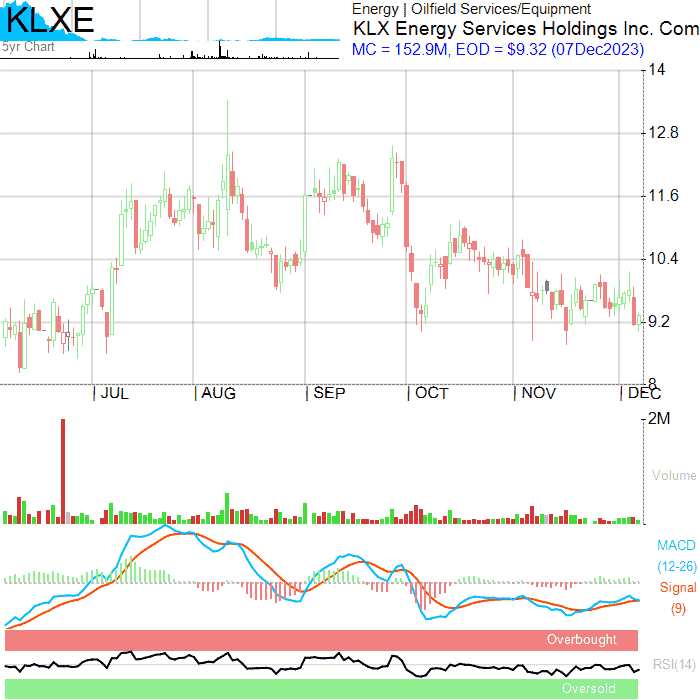 KLXE
5yr Chart
Energy | Oilfield Services/Equipment
KLX Energy Services Holdings Inc. Com
MC = 152.9M, EOD = $9.32 (07Dec2023)
14
12.8
11.6
10.4
9.2
8
JUL AUG SEP OCT NOV DEC
2M
Volume
MACD
(12-26)
Signal
(9)
Overbought
RSI(14)
Oversold